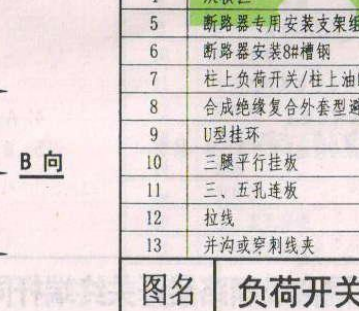 5 断路器专用安装支架组
6 断路器安装8#槽钢
7 柱上负荷开关/柱上油
8 合成绝缘复合外套型避
9 U型挂环
10 三腿平行挂板
11 三、五孔连板
12 拉线
13 并沟或穿刺线夹
B 向
图名 负荷开关